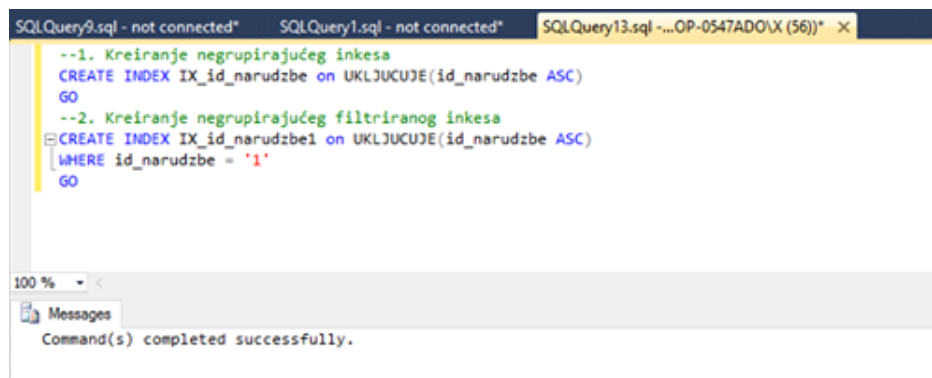 SQLQuery9.sql - not connected* SQLQuery1.sql - not connected* SQLQuery13.sql -...OP-0547ADO\X (56))* ×
--1. Kreiranje negrupirajućeg inkesa
CREATE INDEX IX_id_narudzbe on UKLJUCUJE(id_narudzbe ASC)
GO
--2. Kreiranje negrupirajućeg filtriranog inkesa
CREATE INDEX IX_id_narudzbe1 on UKLJUCUJE(id_narudzbe ASC)
WHERE id_narudzbe = '1'
GO
100 %
Messages
Command(s) completed successfully.